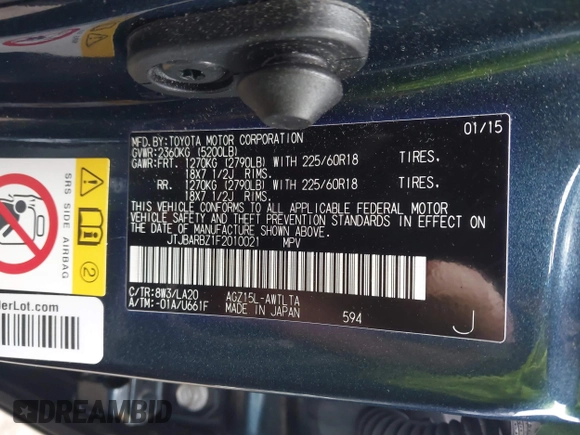 MFD.BY:TOYOTA MOTOR CORPORATION 01/15
GVWR:2360KG (5200LB)
GAWR:FRT. 1270KG (2790LB) WITH 225/60R18 TIRES.
18X7 1/2J RIMS.
RR. 1270KG (2790LB) WITH 225/60R18 TIRES.
18X7 1/2J RIMS.
THIS VEHICLE CONFORMS TO ALL APPLICABLE FEDERAL MOTOR
VEHICLE SAFETY AND THEFT PREVENTION STANDARDS IN EFFECT ON
THE DATE OF MANUFACTURE SHOWN ABOVE.
JTJBARBZ1F2010021 MPV
C/TR:8W3/LA20 AGZ15L-AWTLTA
A/TM:-01A/U661F MADE IN JAPAN 594 J
SRS SIDE AIRBAG
2
lerLot.com
DREAMBID